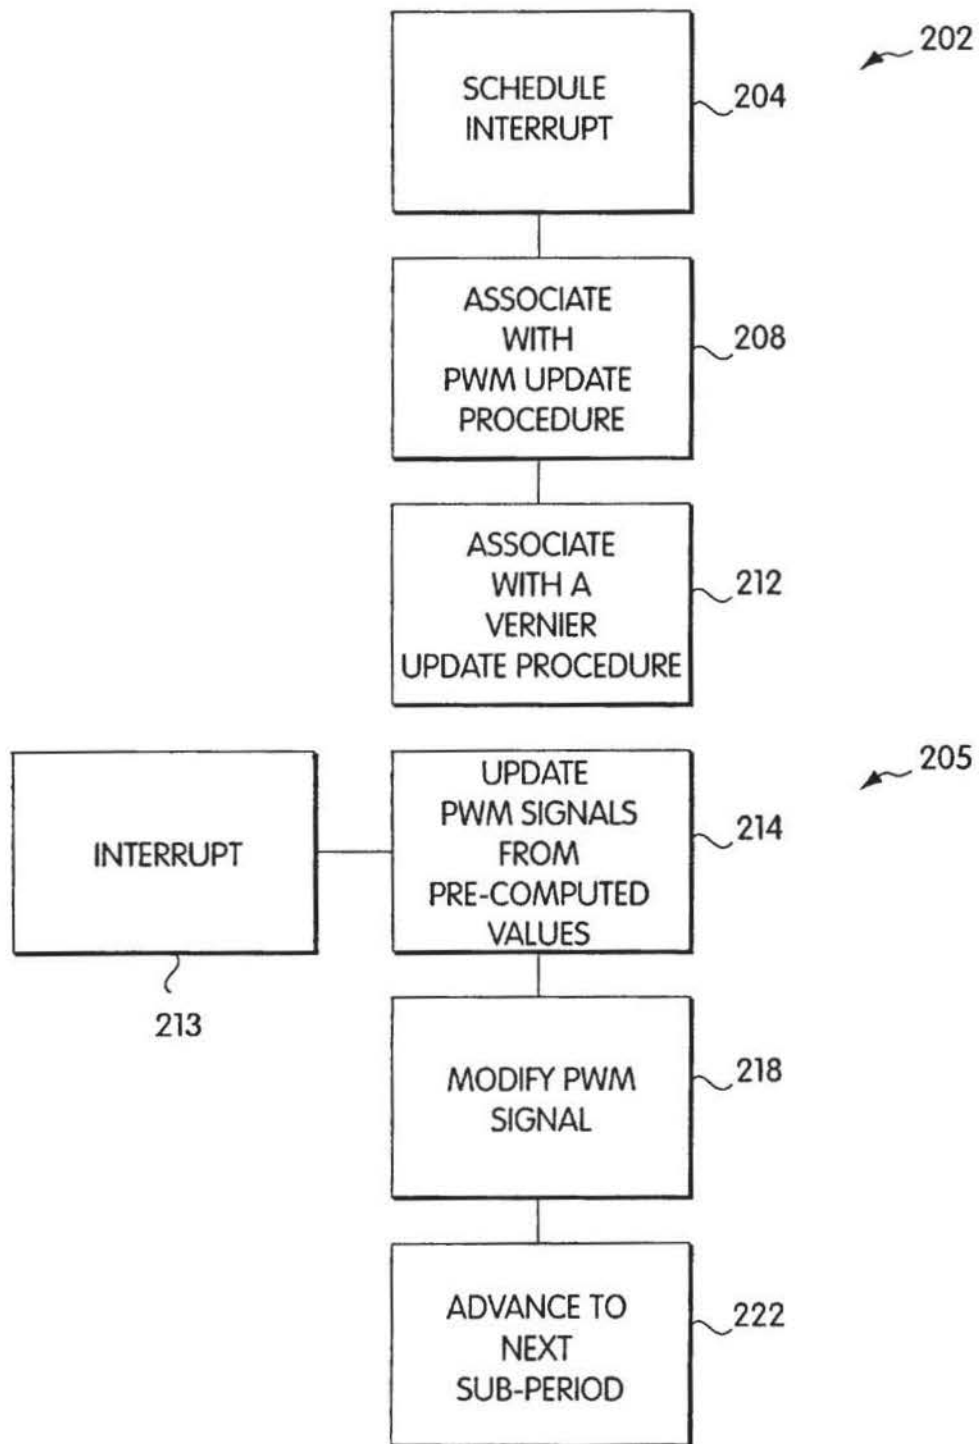 202
SCHEDULE
INTERRUPT
204
ASSOCIATE
WITH
PWM UPDATE
PROCEDURE
208
ASSOCIATE
WITH A
VERNIER
UPDATE PROCEDURE
212
205
INTERRUPT
213
UPDATE
PWM SIGNALS
FROM
PRE-COMPUTED
VALUES
214
MODIFY PWM
SIGNAL
218
ADVANCE TO
NEXT
SUB-PERIOD
222